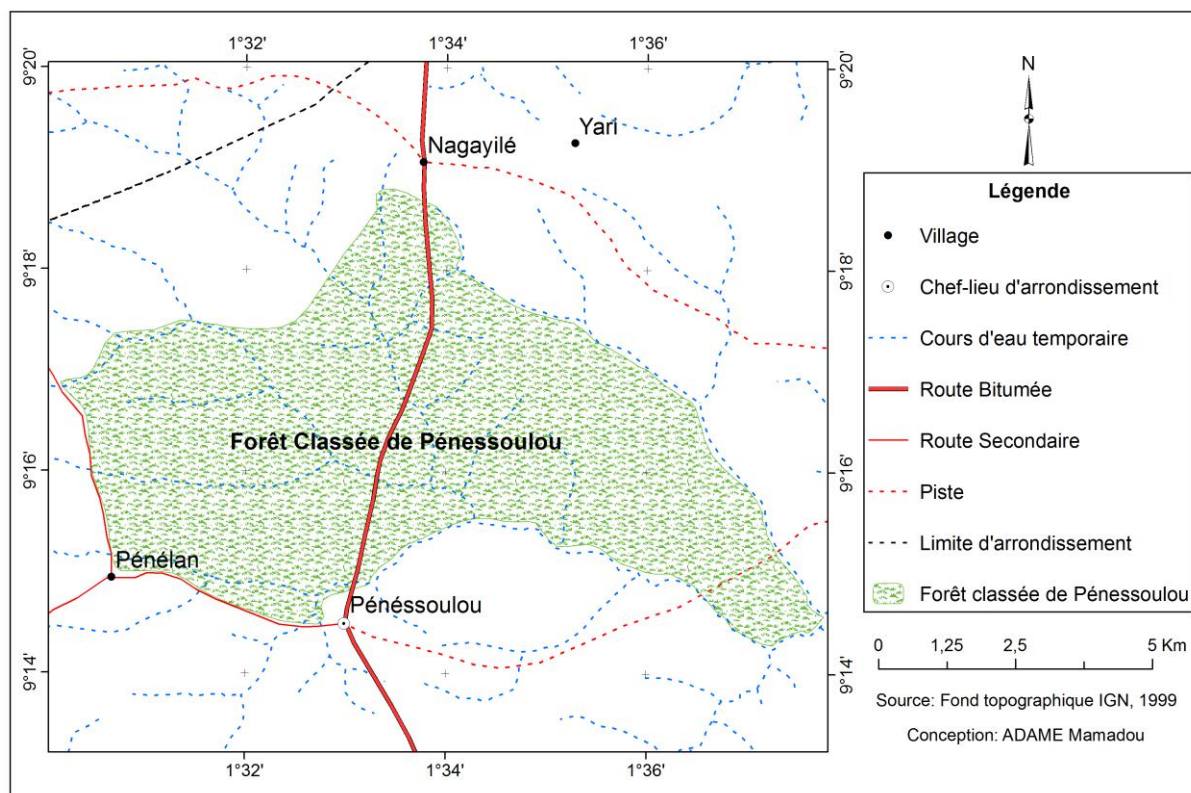 1°32'
1°34'
1°36'
9°20'
9°20'
N
Yari
Nagayilé
Légende
Village
9°18'
9°18'
Chef-lieu d'arrondissement
Cours d'eau temporaire
Route Bitumée
Forêt Classée de Pénessoulou
Route Secondaire
9°16'
9°16'
Piste
Limite d'arrondissement
Pénélan
Forêt classée de Pénessoulou
Pénéssoulou
0 1,25 2,5 5 Km
9°14'
9°14'
Source: Fond topographique IGN, 1999
Conception: ADAME Mamadou
1°32'
1°34'
1°36'